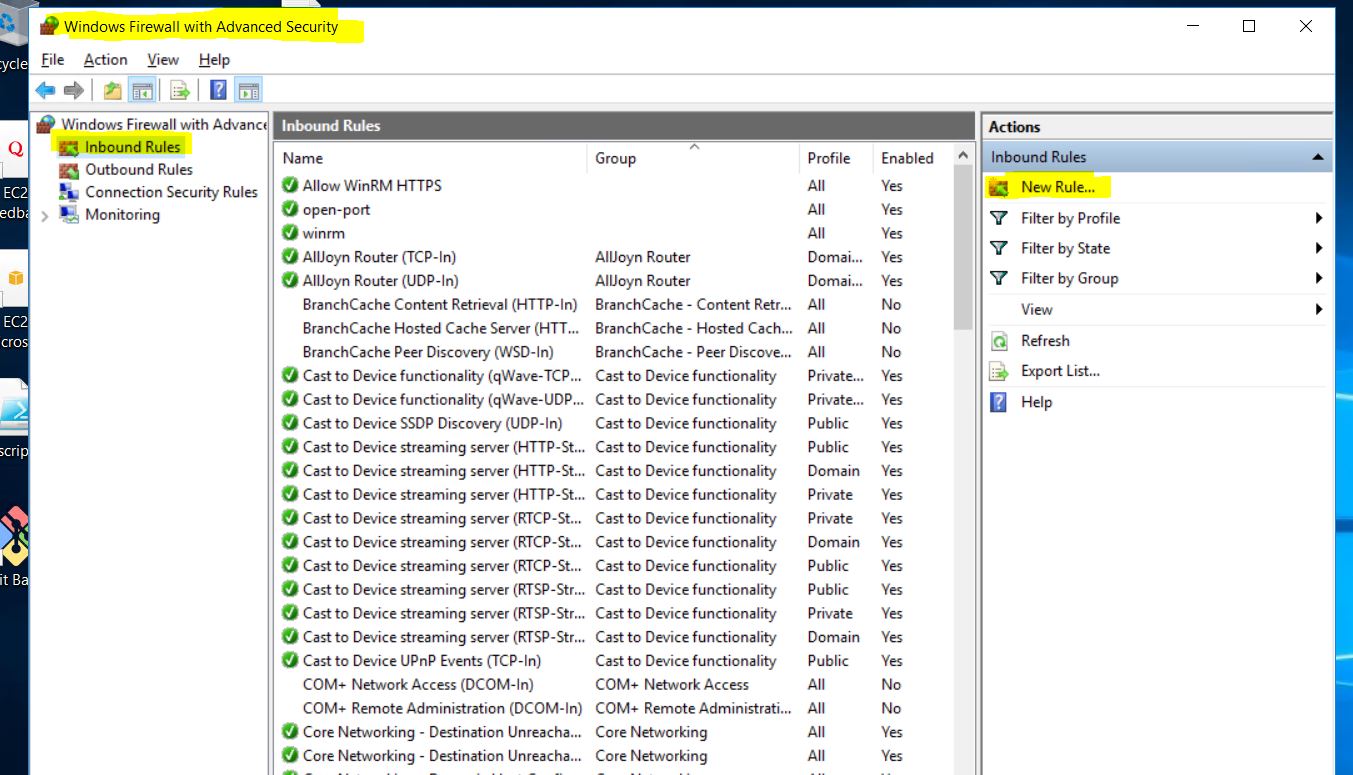 Windows Firewall with Advanced Security
File Action View Help
Windows Firewall with Advance
Inbound Rules
Outbound Rules
Connection Security Rules
Monitoring
Inbound Rules
Name Group Profile Enabled
Allow WinRM HTTPS All Yes
open-port All Yes
winrm All Yes
AllJoyn Router (TCP-In) AllJoyn Router Domai... Yes
AllJoyn Router (UDP-In) AllJoyn Router Domai... Yes
BranchCache Content Retrieval (HTTP-In) BranchCache - Content Retr... All No
BranchCache Hosted Cache Server (HTT... BranchCache - Hosted Cach... All No
BranchCache Peer Discovery (WSD-In) BranchCache - Peer Discove... All No
Cast to Device functionality (qWave-TCP... Cast to Device functionality Private... Yes
Cast to Device functionality (qWave-UDP... Cast to Device functionality Private... Yes
Cast to Device SSDP Discovery (UDP-In) Cast to Device functionality Public Yes
Cast to Device streaming server (HTTP-St... Cast to Device functionality Public Yes
Cast to Device streaming server (HTTP-St... Cast to Device functionality Domain Yes
Cast to Device streaming server (HTTP-St... Cast to Device functionality Private Yes
Cast to Device streaming server (RTCP-St... Cast to Device functionality Private Yes
Cast to Device streaming server (RTCP-St... Cast to Device functionality Domain Yes
Cast to Device streaming server (RTCP-St... Cast to Device functionality Public Yes
Cast to Device streaming server (RTSP-Str... Cast to Device functionality Public Yes
Cast to Device streaming server (RTSP-Str... Cast to Device functionality Private Yes
Cast to Device streaming server (RTSP-Str... Cast to Device functionality Domain Yes
Cast to Device UPnP Events (TCP-In) Cast to Device functionality Public Yes
COM+ Network Access (DCOM-In) COM+ Network Access All No
COM+ Remote Administration (DCOM-In) COM+ Remote Administrati... All No
Core Networking - Destination Unreacha... Core Networking All Yes
Core Networking - Destination Unreacha... Core Networking All Yes
Actions
Inbound Rules
New Rule...
Filter by Profile
Filter by State
Filter by Group
View
Refresh
Export List...
Help
ycle
Q
EC2
edba
EC2
cros
scrip
it Ba